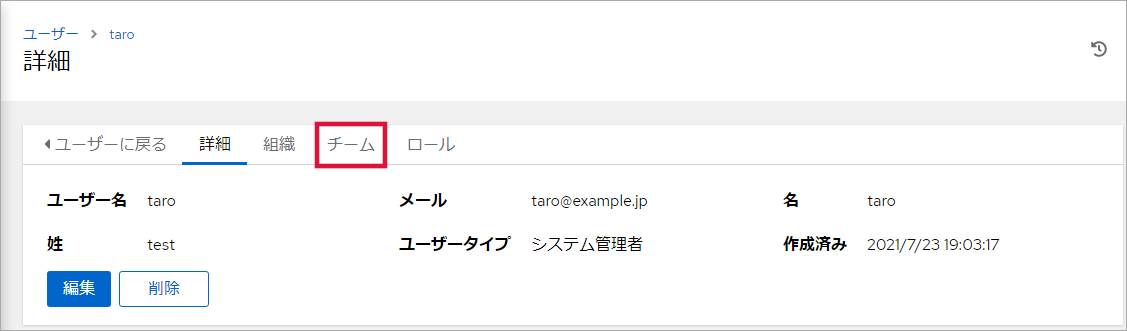 ユーザー > taro
詳細
ユーザーに戻る 詳細 組織 チーム ロール
ユーザー名 taro メール taro@example.jp 名 taro
姓 test ユーザータイプ システム管理者 作成済み 2021/7/23 19:03:17
編集 削除